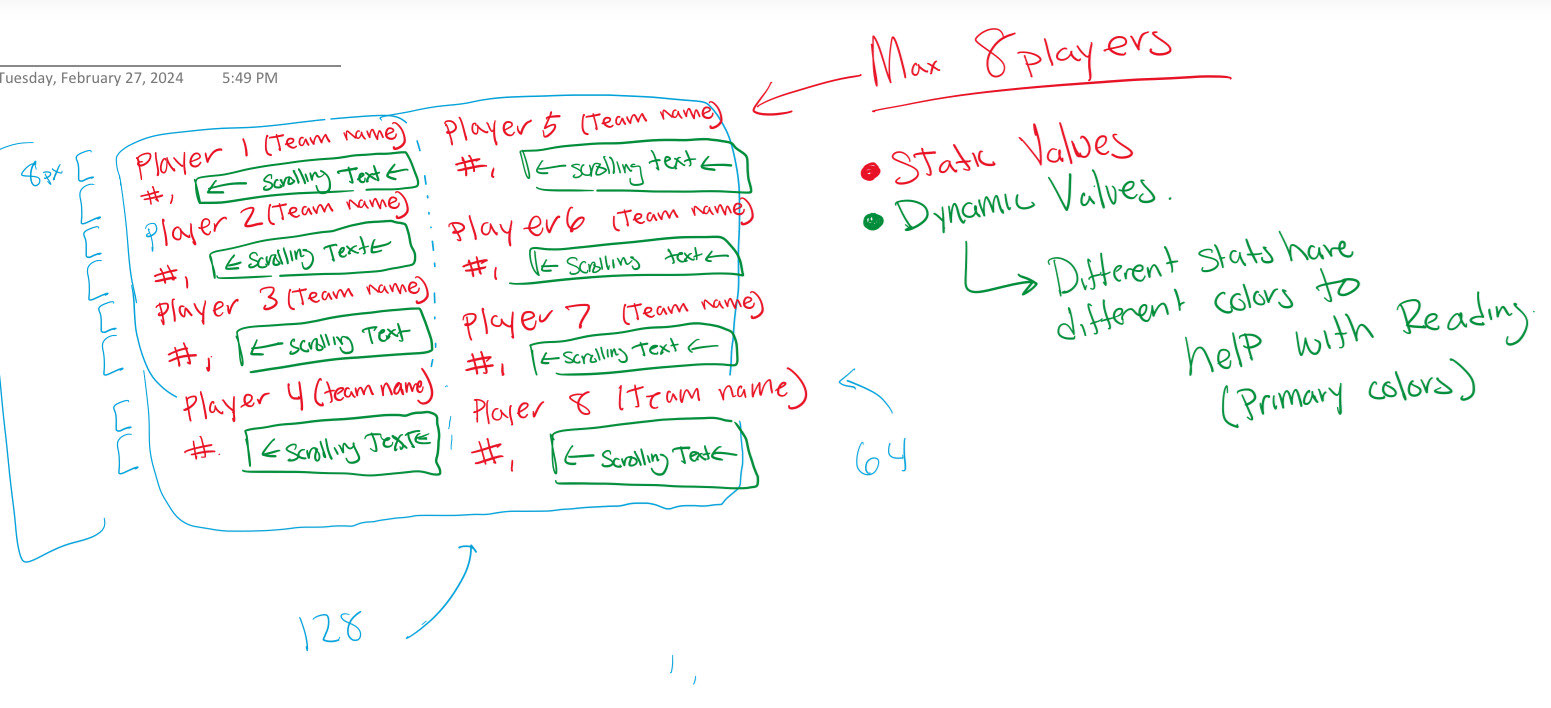 Tuesday, February 27, 2024 5:49 PM
Max 8 players
8px
Player 1 (Team name)
#, ← Scrolling Text ←
Player 2 (Team name)
#, ← Scrolling Text ←
Player 3 (Team name)
#, ← Scrolling Text
Player 4 (team name)
#. ← Scrolling Text ←
Player 5 (Team name)
#, ← scrolling text ←
Player 6 (Team name)
#, ← Scrolling text ←
Player 7 (Team name)
#, ← Scrolling Text ←
Player 8 (Team name)
#, ← Scrolling Text ←
• Static Values
• Dynamic Values.
→ Different stats have
different colors to
help with Reading.
(Primary colors)
64
128